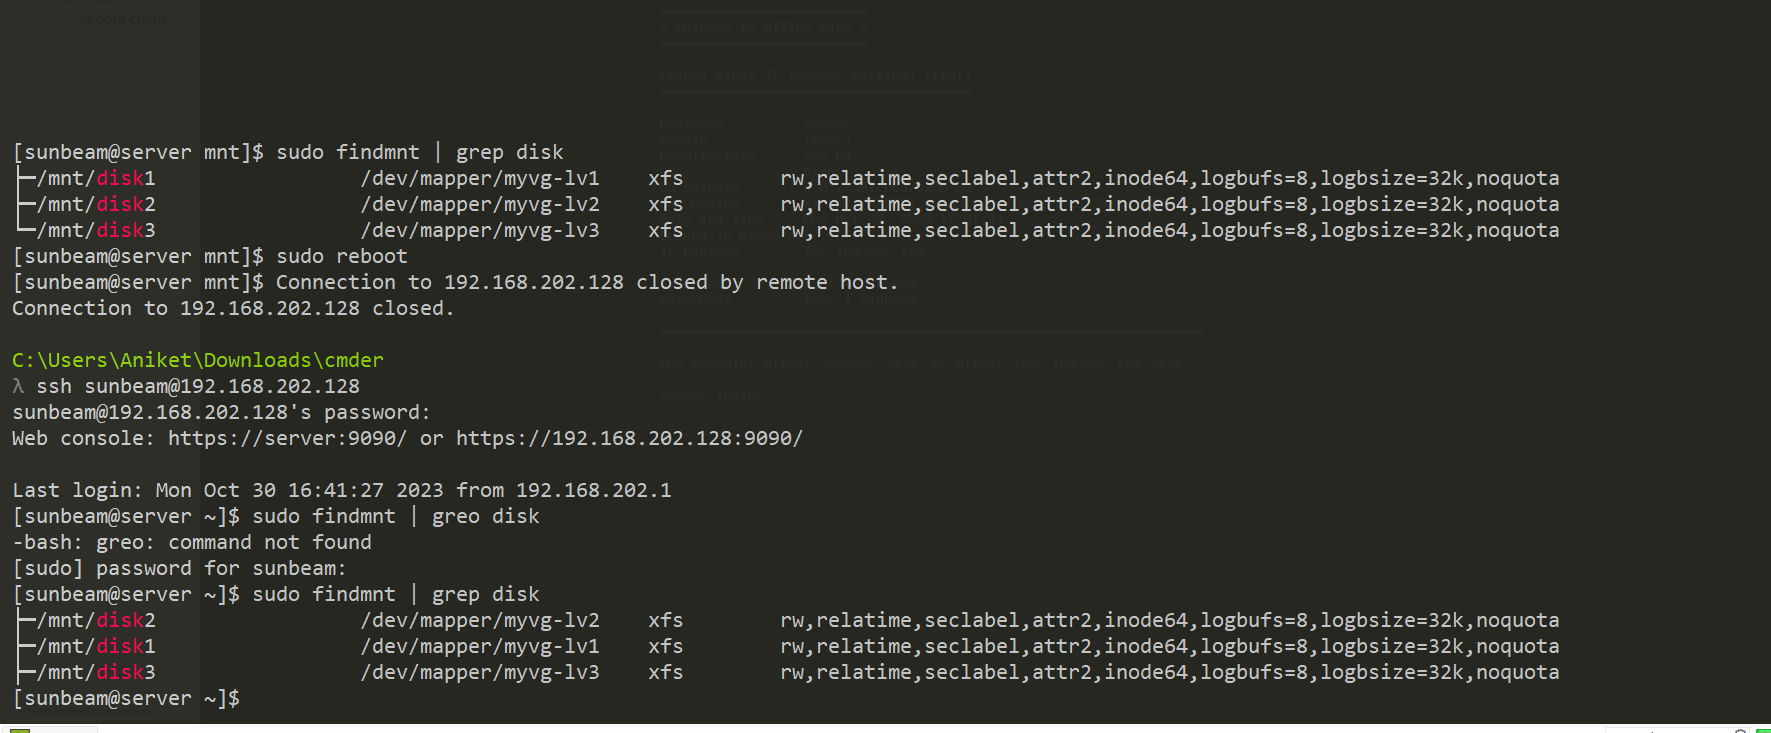 Fedora client
[sunbeam@server mnt]$ sudo findmnt | grep disk
├─/mnt/disk1 /dev/mapper/myvg-lv1 xfs rw,relatime,seclabel,attr2,inode64,logbufs=8,logbsize=32k,noquota
├─/mnt/disk2 /dev/mapper/myvg-lv2 xfs rw,relatime,seclabel,attr2,inode64,logbufs=8,logbsize=32k,noquota
└─/mnt/disk3 /dev/mapper/myvg-lv3 xfs rw,relatime,seclabel,attr2,inode64,logbufs=8,logbsize=32k,noquota
[sunbeam@server mnt]$ sudo reboot
[sunbeam@server mnt]$ Connection to 192.168.202.128 closed by remote host.
Connection to 192.168.202.128 closed.
C:\Users\Aniket\Downloads\cmder
λ ssh sunbeam@192.168.202.128
sunbeam@192.168.202.128's password:
Web console: https://server:9090/ or https://192.168.202.128:9090/
Last login: Mon Oct 30 16:41:27 2023 from 192.168.202.1
[sunbeam@server ~]$ sudo findmnt | greo disk
-bash: greo: command not found
[sudo] password for sunbeam:
[sunbeam@server ~]$ sudo findmnt | grep disk
├─/mnt/disk2 /dev/mapper/myvg-lv2 xfs rw,relatime,seclabel,attr2,inode64,logbufs=8,logbsize=32k,noquota
├─/mnt/disk1 /dev/mapper/myvg-lv1 xfs rw,relatime,seclabel,attr2,inode64,logbufs=8,logbsize=32k,noquota
├─/mnt/disk3 /dev/mapper/myvg-lv3 xfs rw,relatime,seclabel,attr2,inode64,logbufs=8,logbsize=32k,noquota
[sunbeam@server ~]$